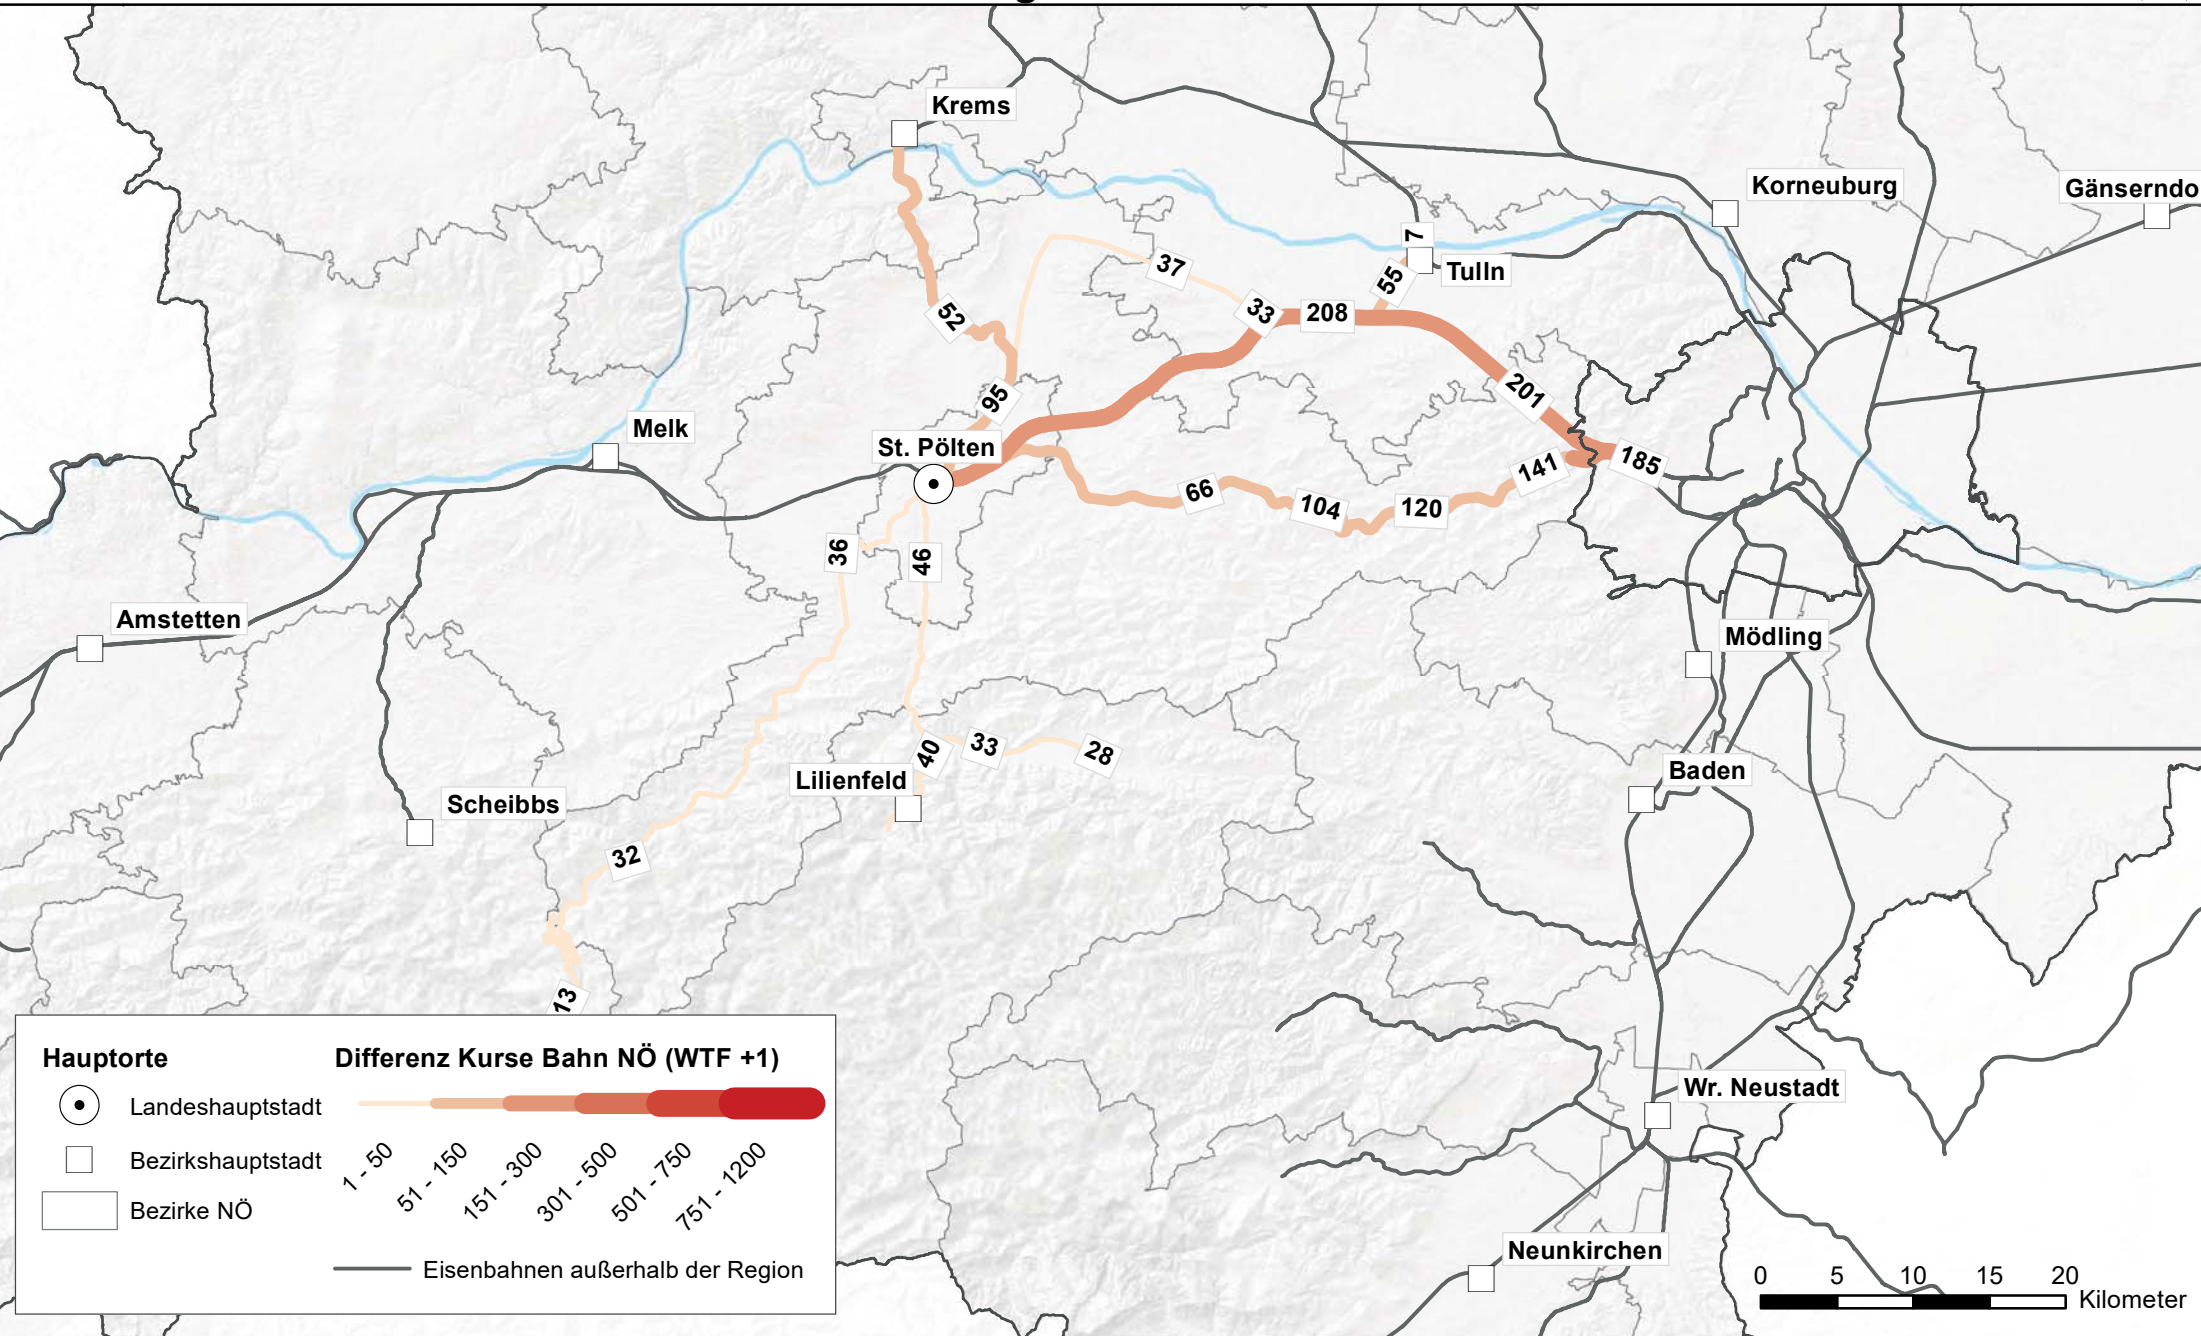 Krems
Korneuburg
Gänserndo
7
37
Tulln
55
33
208
52
95
201
Melk
St. Pölten
141
185
66
104
120
36
46
Amstetten
Mödling
40
33
28
Baden
Lilienfeld
Scheibbs
32
13
Hauptorte
Landeshauptstadt
Bezirkshauptstadt
Bezirke NÖ
Differenz Kurse Bahn NÖ (WTF +1)
1 - 50
51 - 150
151 - 300
301 - 500
501 - 750
751 - 1200
Eisenbahnen außerhalb der Region
Wr. Neustadt
Neunkirchen
0 5 10 15 20
Kilometer